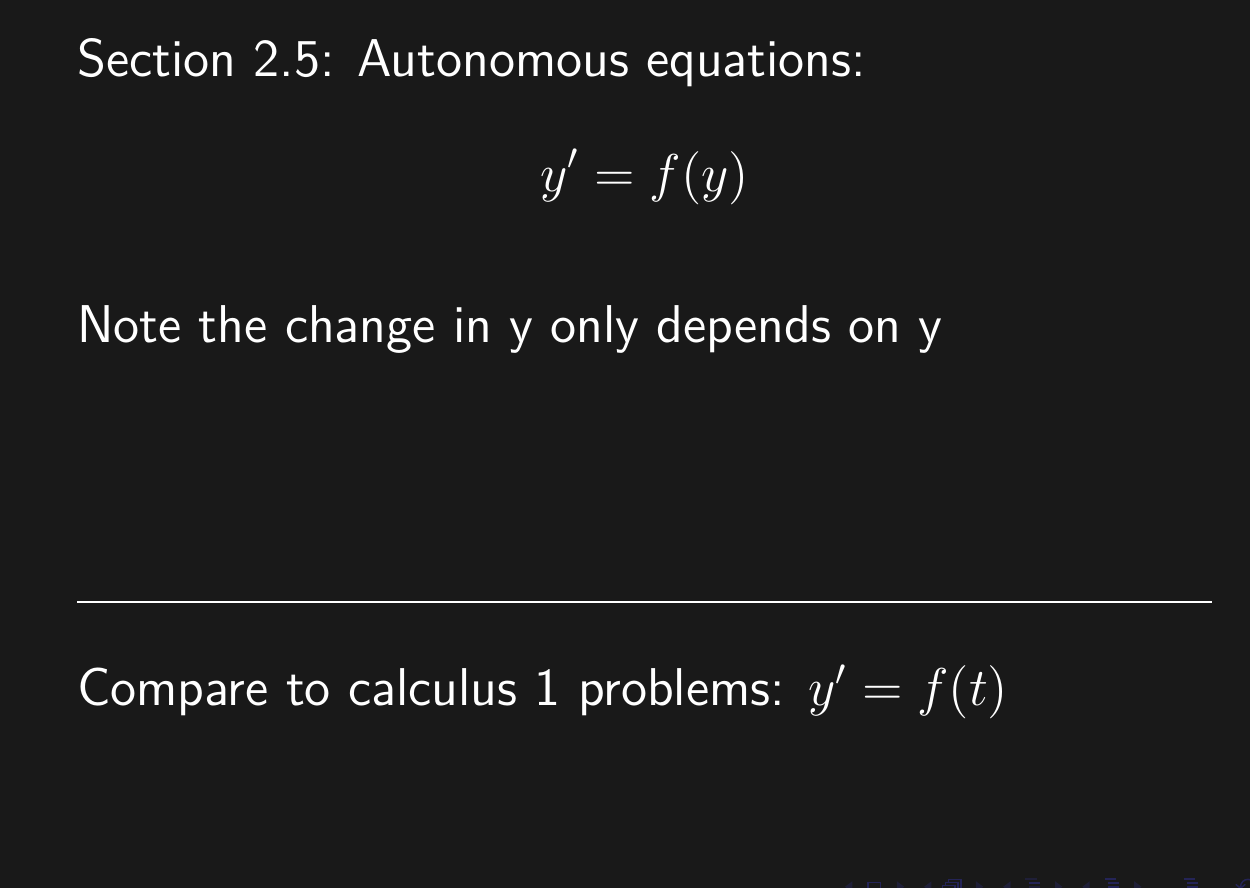 Section 2.5: Autonomous equations:
y′ = f(y)
Note the change in y only depends on y
Compare to calculus 1 problems: y′ = f(t)